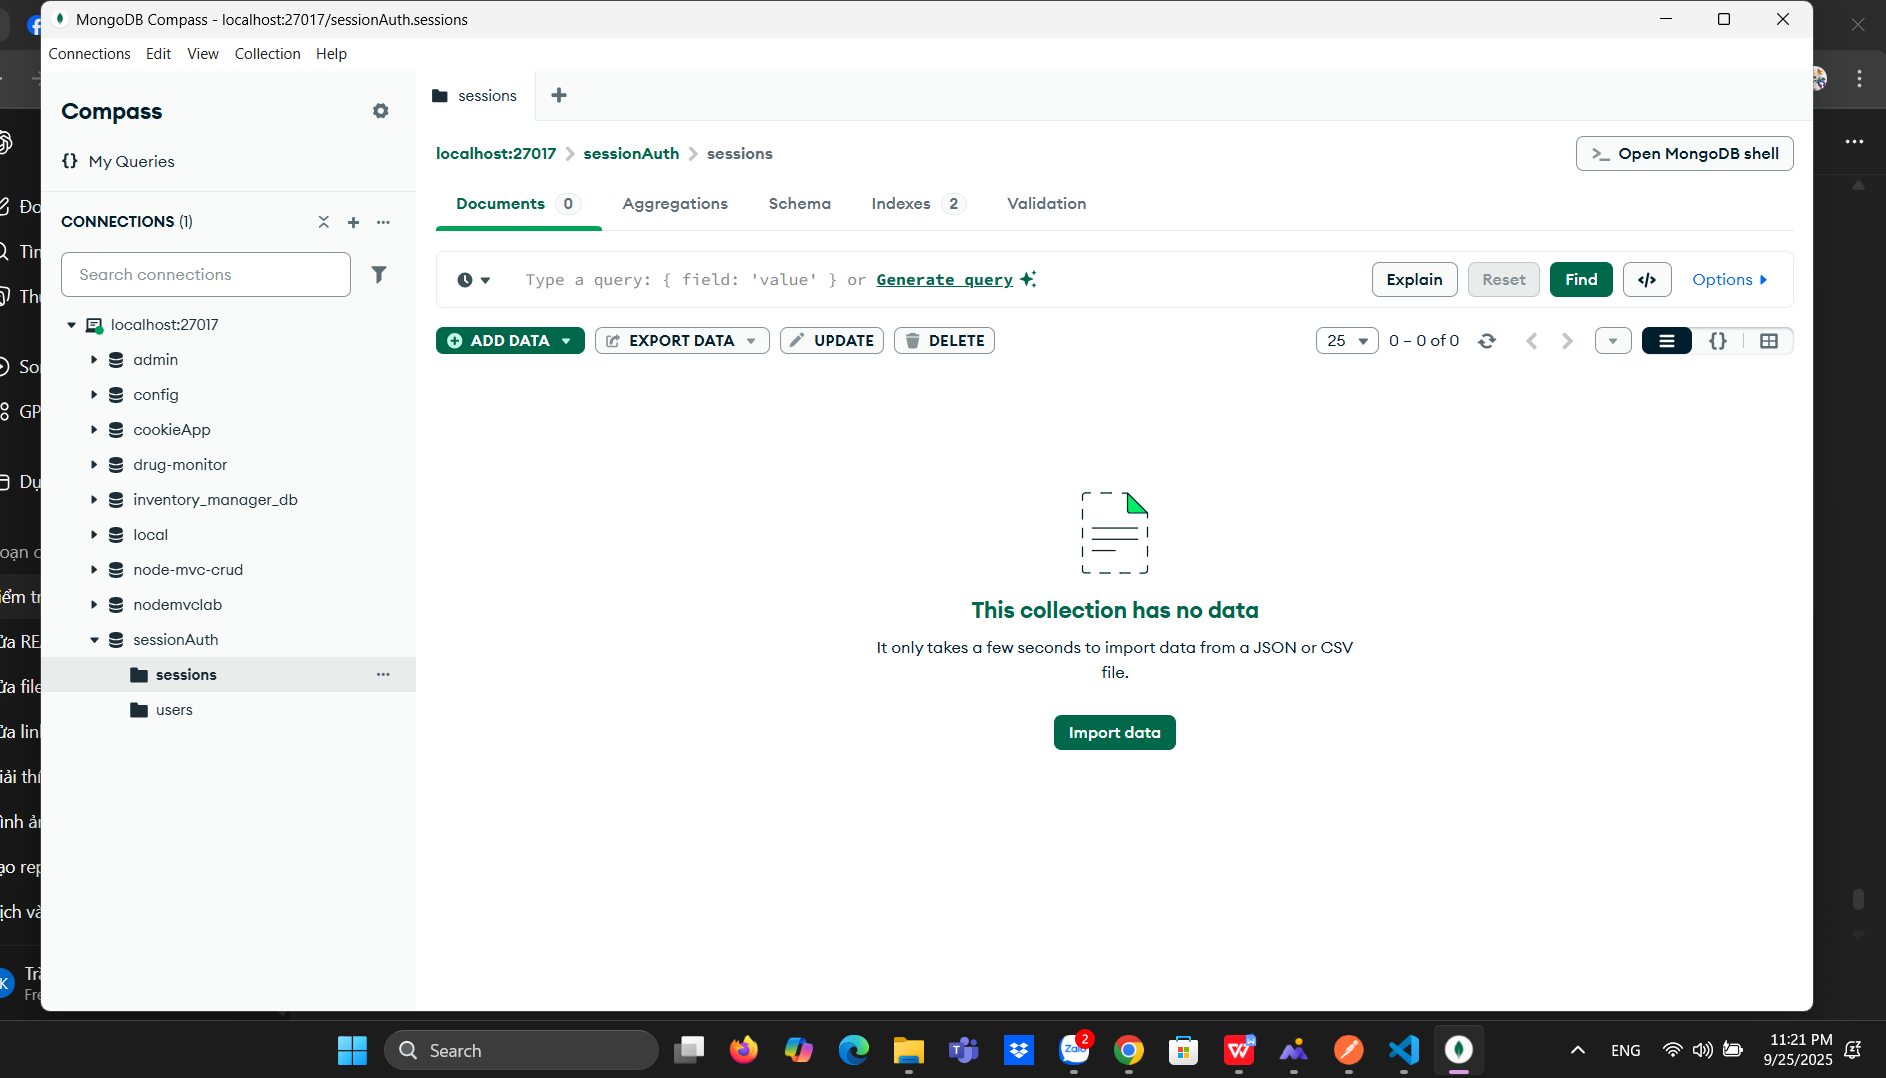 MongoDB Compass - localhost:27017/sessionAuth.sessions
Connections Edit View Collection Help
Compass
My Queries
CONNECTIONS (1)
Search connections
localhost:27017
admin
config
cookieApp
drug-monitor
inventory_manager_db
local
node-mvc-crud
nodemvclab
sessionAuth
sessions
users
sessions
localhost:27017 sessionAuth sessions
Open MongoDB shell
Documents 0 Aggregations Schema Indexes 2 Validation
Type a query: { field: 'value' } or Generate query
Explain Reset Find </> Options
ADD DATA EXPORT DATA UPDATE DELETE
25 0 – 0 of 0
{}
This collection has no data
It only takes a few seconds to import data from a JSON or CSV
file.
Import data
GP
K
Search
2
Zalo
ENG
11:21 PM
9/25/2025